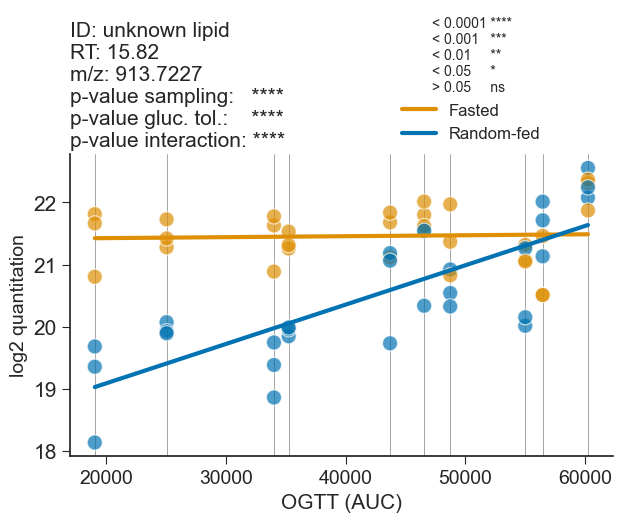 ID: unknown lipid
RT: 15.82
m/z: 913.7227
p-value sampling: ****
p-value gluc. tol.: ****
p-value interaction: ****
< 0.0001 ****
< 0.001 ***
< 0.01 **
< 0.05 *
> 0.05 ns
Fasted
Random-fed
log2 quantitation
22
21
20
19
18
20000 30000 40000 50000 60000
OGTT (AUC)